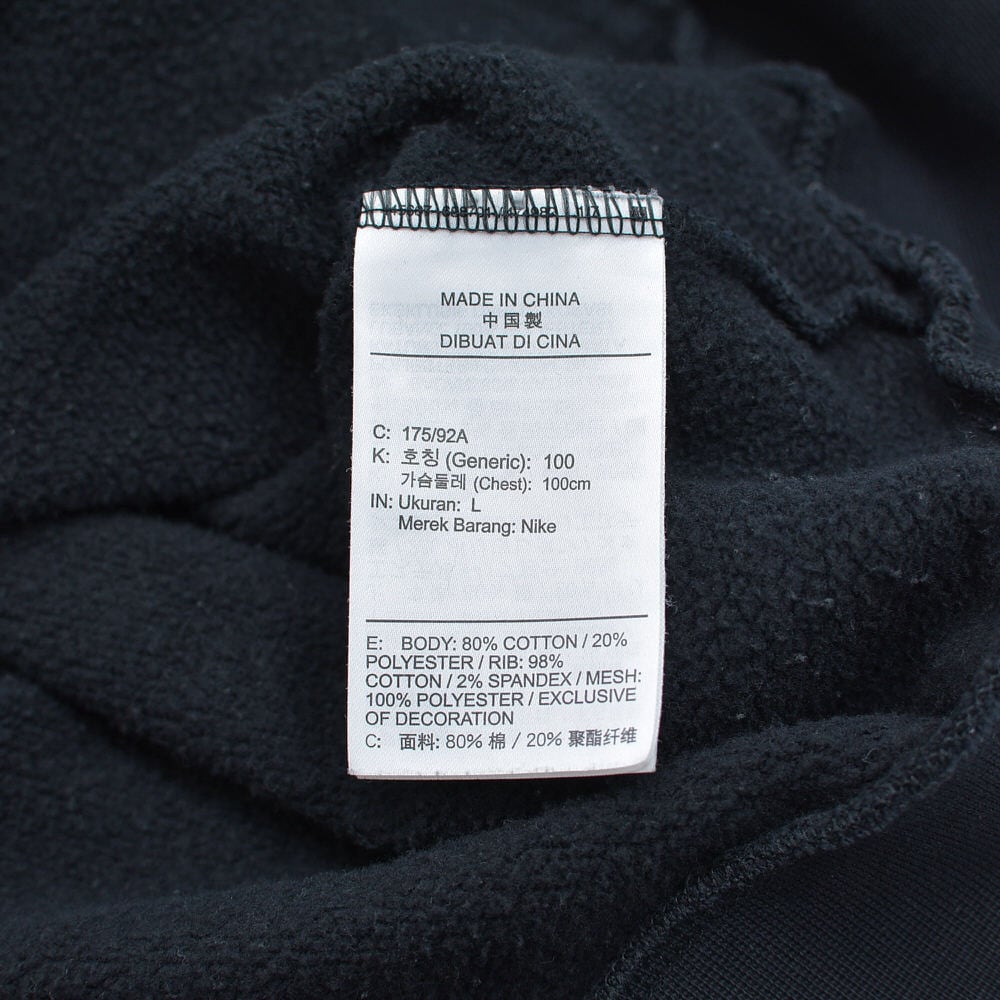 MADE IN CHINA
中国製
DIBUAT DI CINA
C: 175/92A
K: 호칭 (Generic): 100
가슴둘레 (Chest): 100cm
IN: Ukuran: L
Merek Barang: Nike
E: BODY: 80% COTTON / 20%
POLYESTER / RIB: 98%
COTTON / 2% SPANDEX / MESH:
100% POLYESTER / EXCLUSIVE
OF DECORATION
C: 面料: 80% 棉 / 20% 聚酯纤维